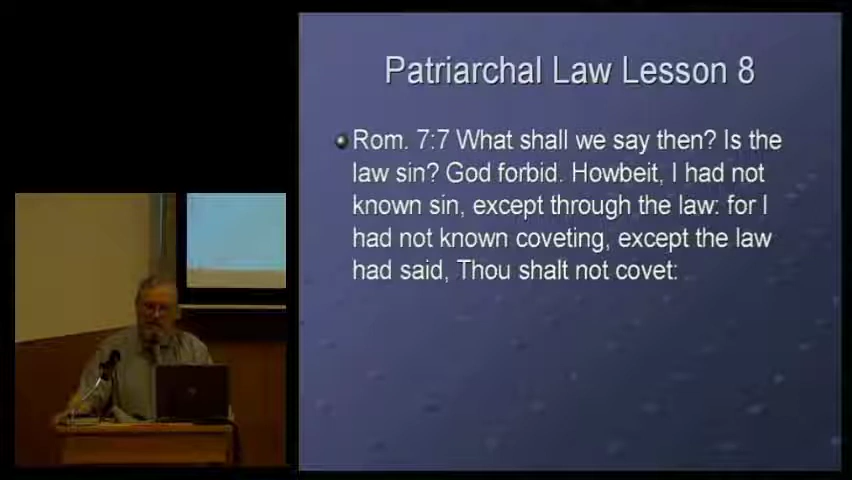 Patriarchal Law Lesson 8
Rom. 7:7 What shall we say then? Is the
law sin? God forbid. Howbeit, I had not
known sin, except through the law: for I
had not known coveting, except the law
had said, Thou shalt not covet: